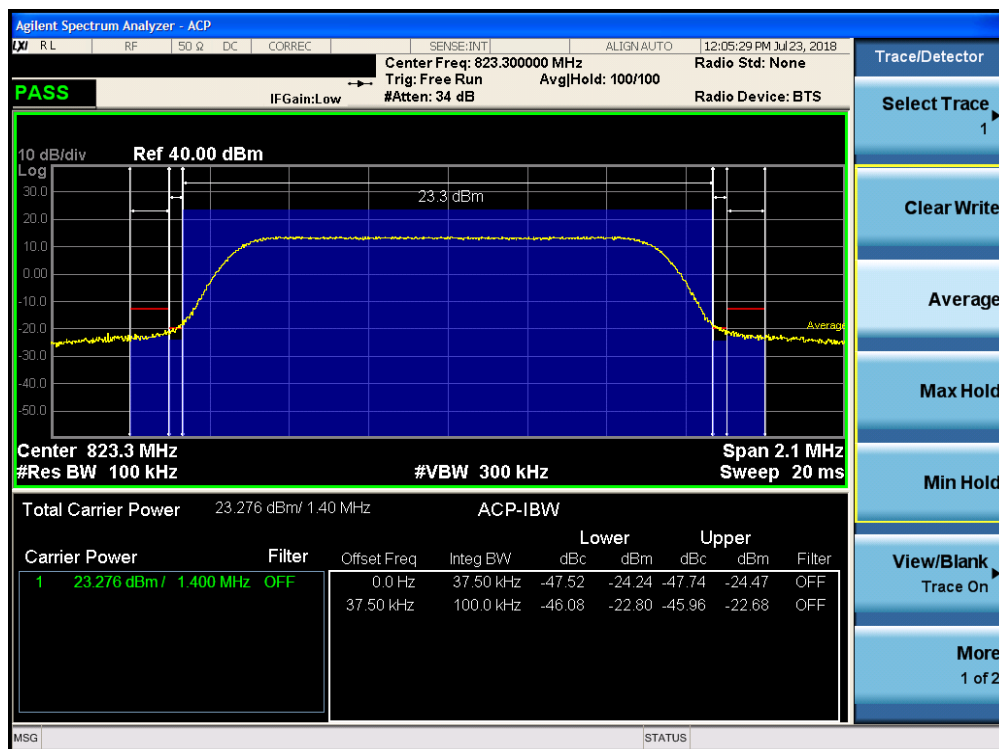 Agilent Spectrum Analyzer - ACP
LXI RL RF 50 Ω DC CORREC SENSE:INT ALIGN AUTO 12:05:29 PM Jul 23, 2018
Center Freq: 823.300000 MHz Radio Std: None
Trig: Free Run Avg|Hold: 100/100
PASS IFGain:Low #Atten: 34 dB Radio Device: BTS
10 dB/div Ref 40.00 dBm
Log
30.0
23.3 dBm
20.0
10.0
0.00
-10.0
-20.0
Average
-30.0
-40.0
-50.0
Center 823.3 MHz Span 2.1 MHz
#Res BW 100 kHz #VBW 300 kHz Sweep 20 ms
Total Carrier Power 23.276 dBm/ 1.40 MHz ACP-IBW
Lower Upper
Carrier Power Filter Offset Freq Integ BW dBc dBm dBc dBm Filter
1 23.276 dBm / 1.400 MHz OFF 0.0 Hz 37.50 kHz -47.52 -24.24 -47.74 -24.47 OFF
37.50 kHz 100.0 kHz -46.08 -22.80 -45.96 -22.68 OFF
MSG STATUS
Trace/Detector
Select Trace
1
Clear Write
Average
Max Hold
Min Hold
View/Blank
Trace On
More
1 of 2